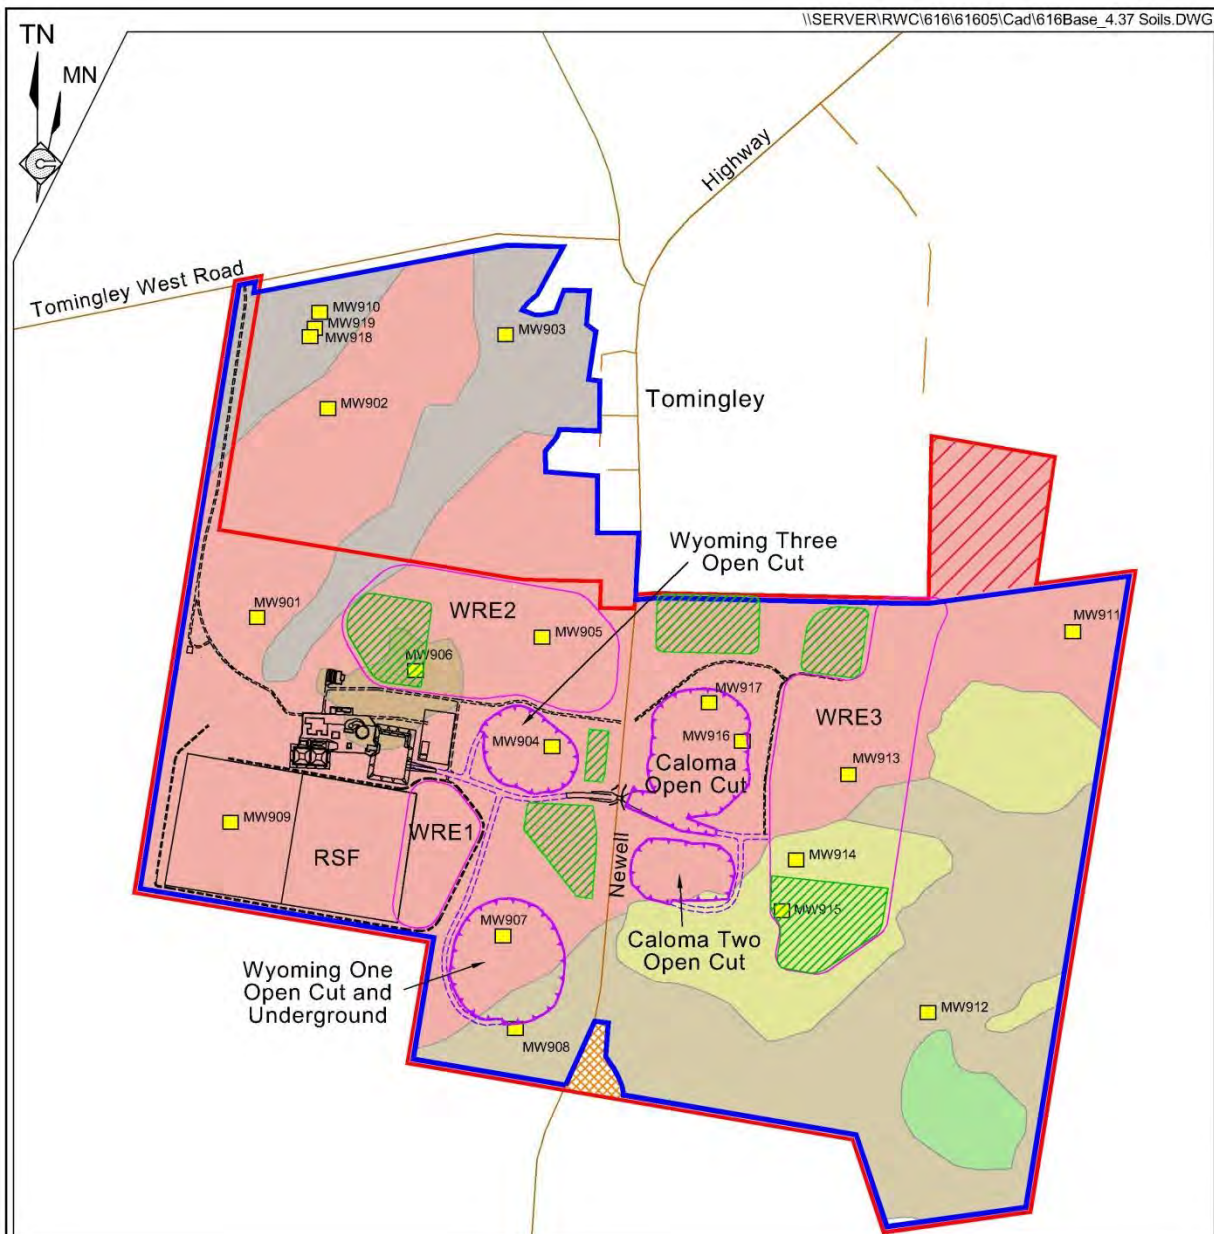 \\SERVER\RWC\616\61605\Cad\616Base_4.37 Soils.DWG
TN
MN
Highway
Tomingley West Road
MW910
MW919
MW918
MW903
MW902
Tomingley
Wyoming Three
Open Cut
MW901
WRE2
MW905
MW911
MW906
MW917
WRE3
MW904
MW916
Caloma
Open Cut
MW913
MW909
RSF
WRE1
Newell
MW914
MW907
MW915
Caloma Two
Open Cut
Wyoming One
Open Cut and
Underground
MW912
MW908